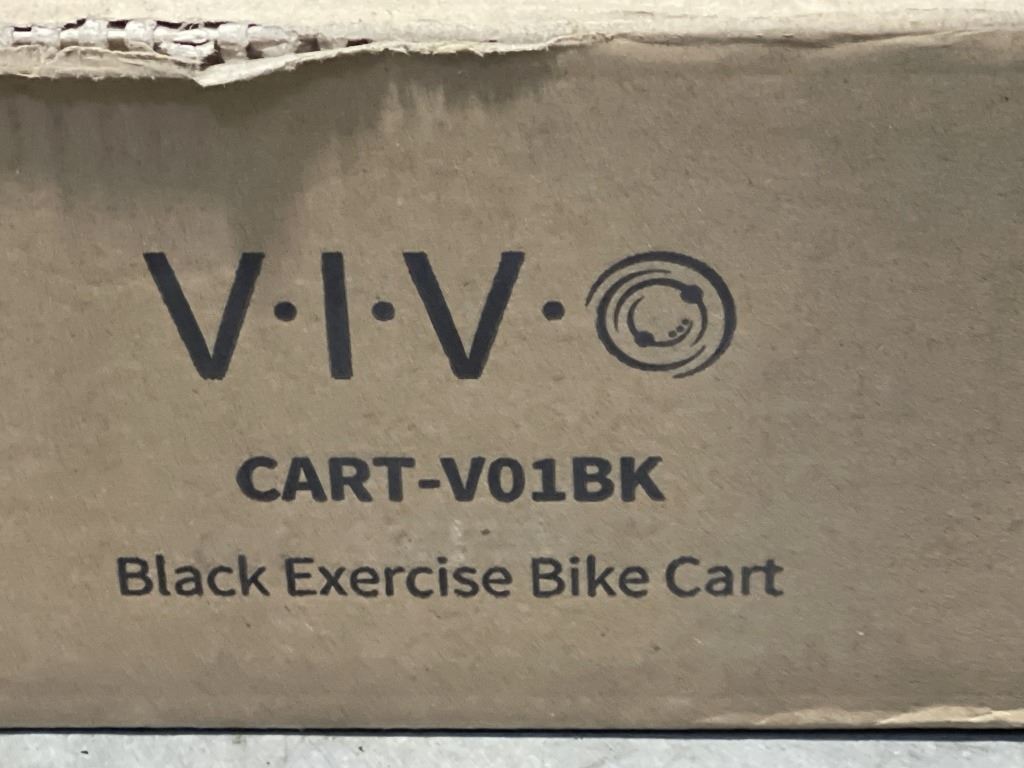 V·I·V·O
CART-V01BK
Black Exercise Bike Cart